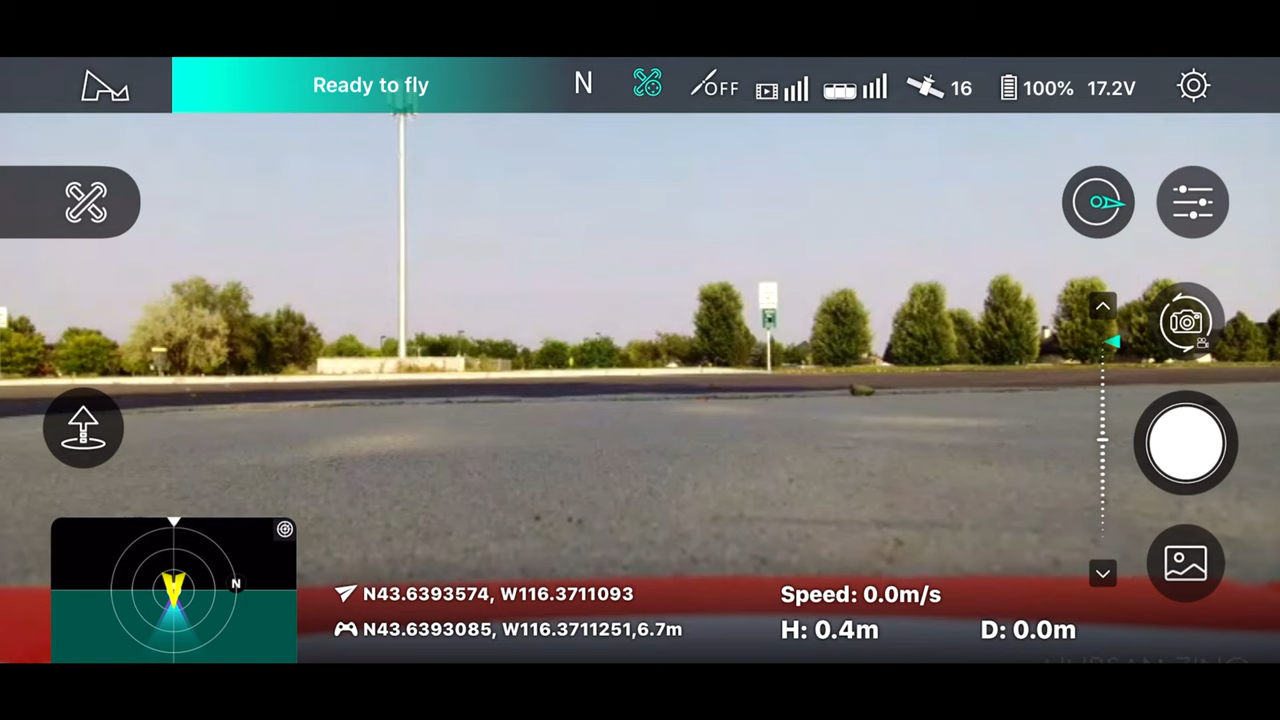 Ready to fly
N
OFF
16
100%
17.2V
N
N43.6393574, W116.3711093
N43.6393085, W116.3711251,6.7m
Speed: 0.0m/s
H: 0.4m
D: 0.0m